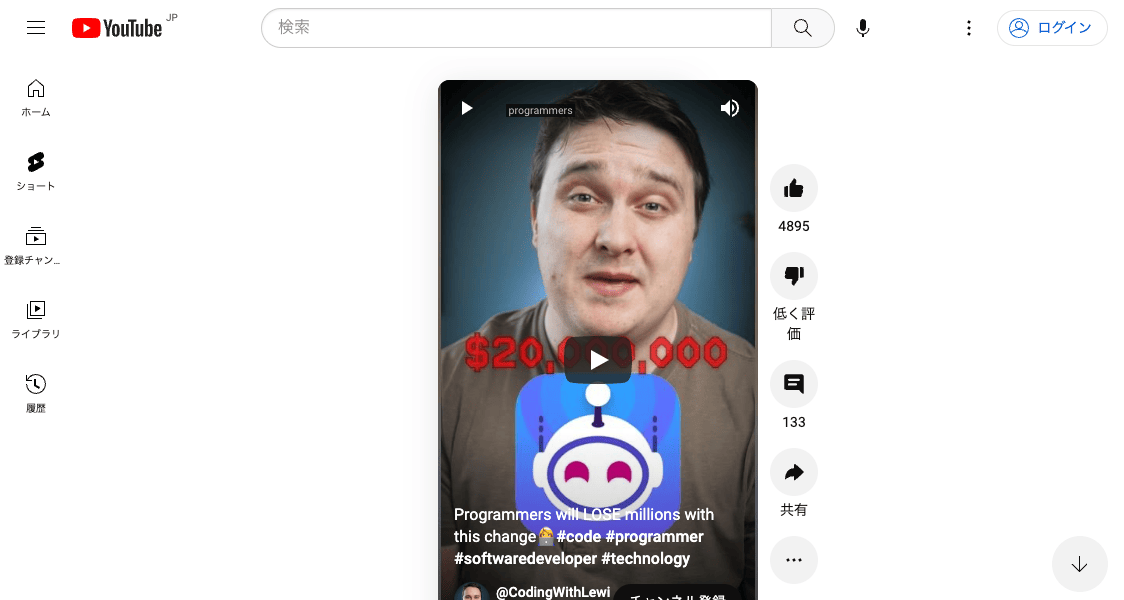 YouTube JP
検索
ログイン
ホーム
ショート
登録チャン...
ライブラリ
履歴
programmers
$20,000,000
Programmers will LOSE millions with
this change👨‍💻#code #programmer
#softwaredeveloper #technology
@CodingWithLewi
チャンネル登録
4895
低く評
価
133
共有